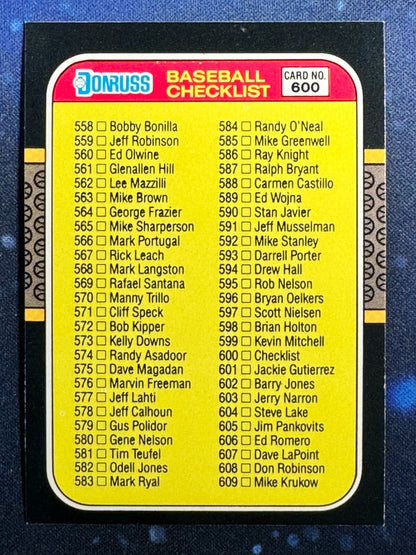 DONRUSS
BASEBALL
CHECKLIST
CARD NO.
600
558 Bobby Bonilla
559 Jeff Robinson
560 Ed Olwine
561 Glenallen Hill
562 Lee Mazzilli
563 Mike Brown
564 George Frazier
565 Mike Sharperson
566 Mark Portugal
567 Rick Leach
568 Mark Langston
569 Rafael Santana
570 Manny Trillo
571 Cliff Speck
572 Bob Kipper
573 Kelly Downs
574 Randy Asadoor
575 Dave Magadan
576 Marvin Freeman
577 Jeff Lahti
578 Jeff Calhoun
579 Gus Polidor
580 Gene Nelson
581 Tim Teufel
582 Odell Jones
583 Mark Ryal
584 Randy O'Neal
585 Mike Greenwell
586 Ray Knight
587 Ralph Bryant
588 Carmen Castillo
589 Ed Wojna
590 Stan Javier
591 Jeff Musselman
592 Mike Stanley
593 Darrell Porter
594 Drew Hall
595 Rob Nelson
596 Bryan Oelkers
597 Scott Nielsen
598 Brian Holton
599 Kevin Mitchell
600 Checklist
601 Jackie Gutierrez
602 Barry Jones
603 Jerry Narron
604 Steve Lake
605 Jim Pankovits
606 Ed Romero
607 Dave LaPoint
608 Don Robinson
609 Mike Krukow